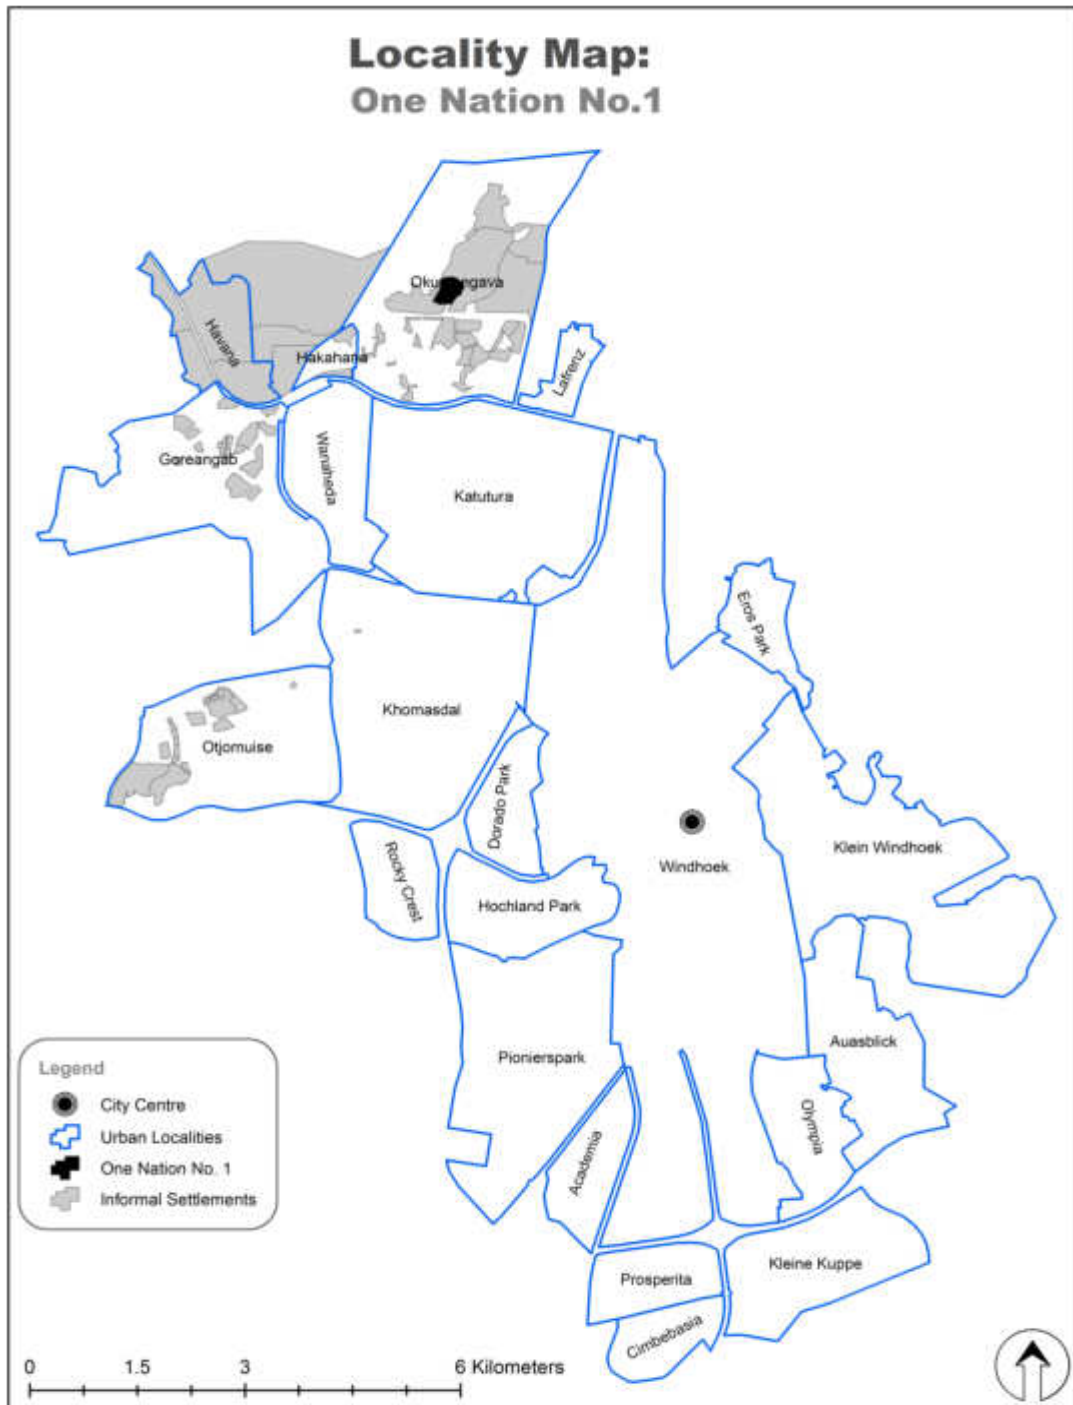 Locality Map:
One Nation No.1
Havana
Hakahana
Lafrenz
Goreangab
Wanaheda
Katutura
Eros Park
Khomasdal
Otjomuise
Dorado Park
Rocky Crest
Windhoek
Klein Windhoek
Hochland Park
Auasblick
Pionierspark
Olympia
Academia
Kleine Kuppe
Prosperita
Cimbebasia
Legend
City Centre
Urban Localities
One Nation No. 1
Informal Settlements
0 1.5 3 6 Kilometers